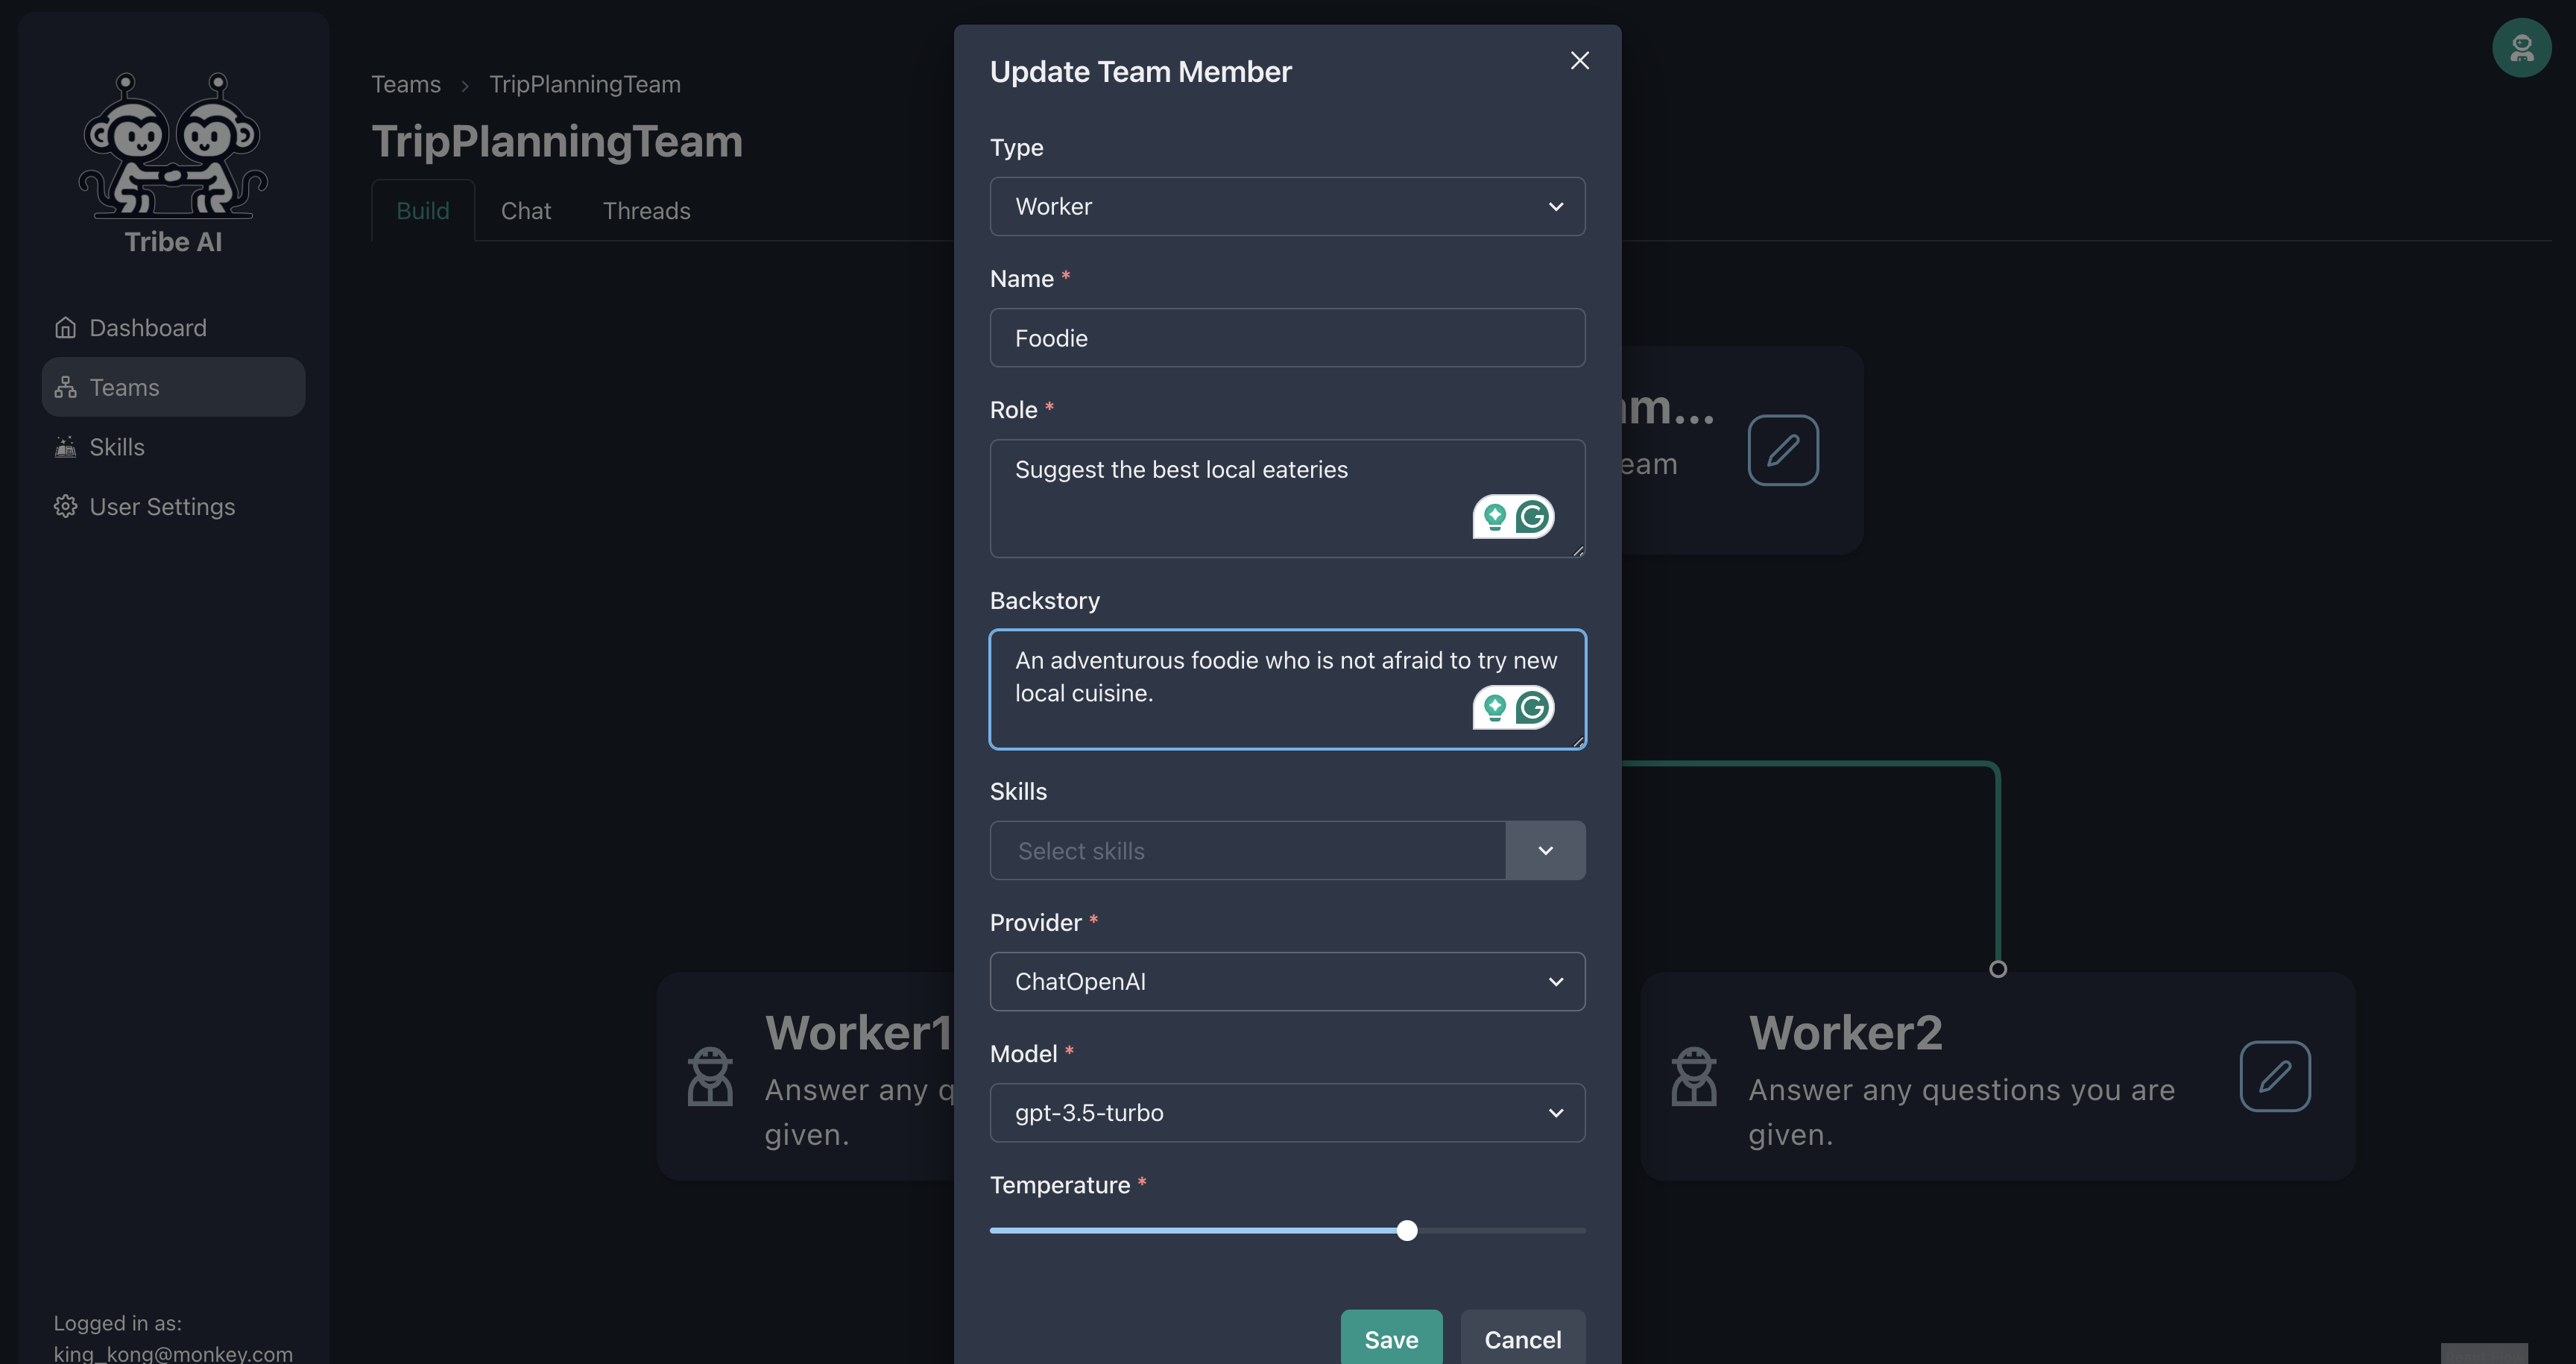 Tribe AI
Dashboard
Teams
Skills
User Settings
Logged in as:
king_kong@monkey.com
Teams > TripPlanningTeam
TripPlanningTeam
Build Chat Threads
Update Team Member
Type
Worker
Name *
Foodie
Role *
Suggest the best local eateries
Backstory
An adventurous foodie who is not afraid to try new
local cuisine.
Skills
Select skills
Provider *
ChatOpenAI
Model *
gpt-3.5-turbo
Temperature *
Save Cancel
Worker1
Answer any q
given.
Worker2
Answer any questions you are
given.